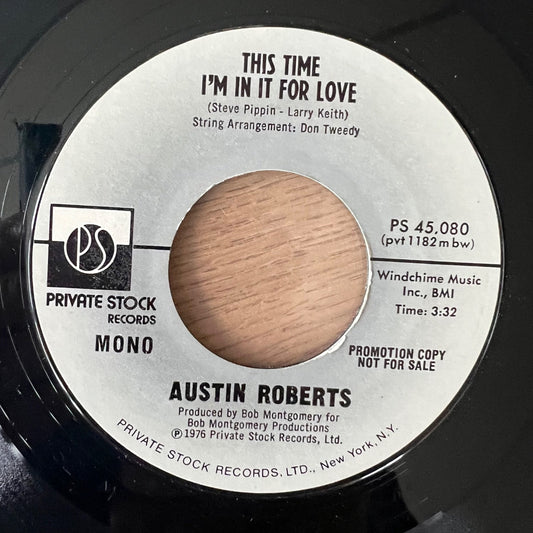 THIS TIME
I'M IN IT FOR LOVE
(Steve Pippin - Larry Keith)
String Arrangement: Don Tweedy
PS
PRIVATE STOCK
RECORDS
MONO
PS 45,080
(pvt 1182 m bw)
Windchime Music
Inc., BMI
Time: 3:32
PROMOTION COPY
NOT FOR SALE
AUSTIN ROBERTS
Produced by Bob Montgomery for
Bob Montgomery Productions
℗ 1976 Private Stock Records, Ltd.
PRIVATE STOCK RECORDS, LTD., New York, N.Y.